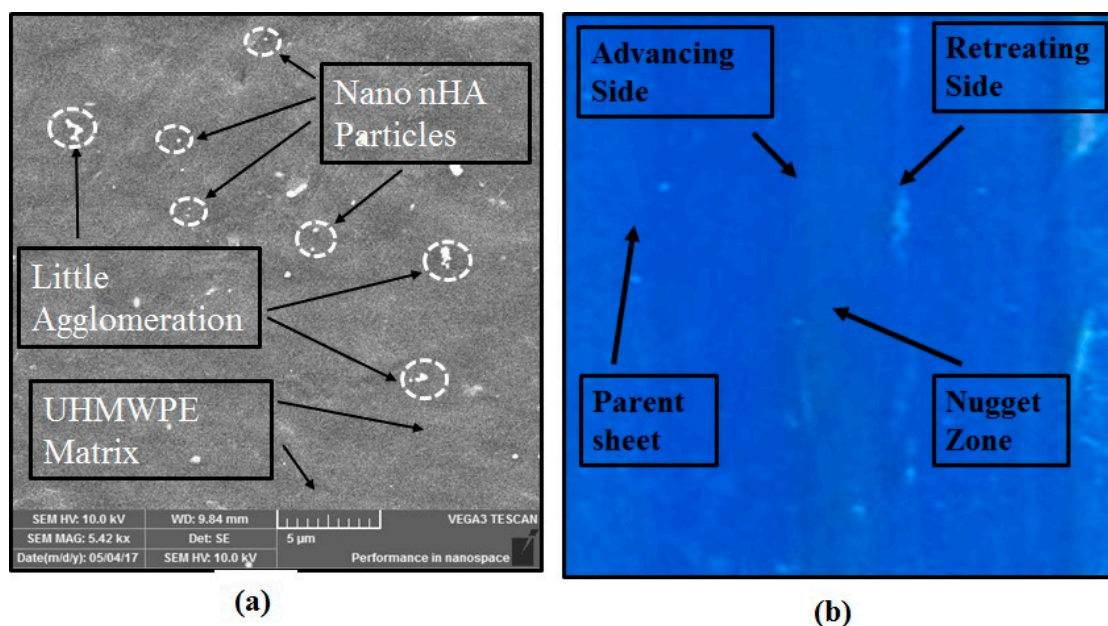 Nano nHA
Particles
Little
Agglomeration
UHMWPE
Matrix
SEM HV: 10.0 kV
WD: 9.84 mm
VEGA3 TESCAN
SEM MAG: 5.42 kx
Det: SE
5 µm
Date(m/d/y): 05/04/17
SEM HV: 10.0 kV
Performance in nanospace
(a)
Advancing
Side
Retreating
Side
Parent
sheet
Nugget
Zone
(b)